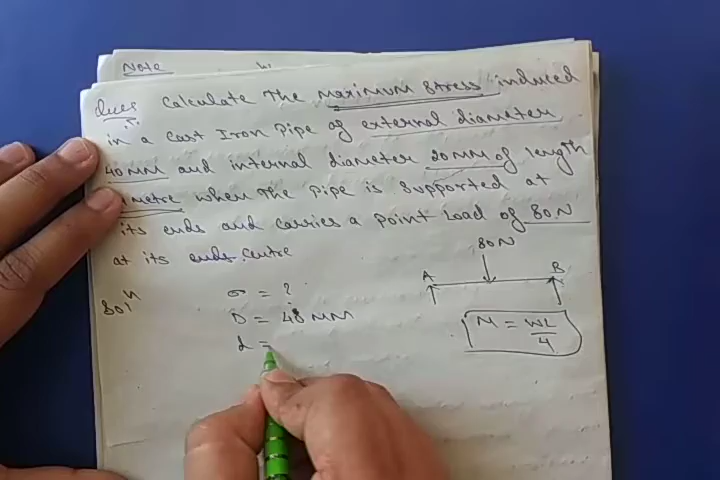 Note
Ques Calculate the maximum stress induced
in a cast Iron pipe of external diameter
40 MM and internal diameter 20 MM of length
1 metre when the pipe is supported at
its ends and carries a point load of 80 N
at its ends centre
80 N
A B
Solⁿ
σ = ?
D = 40 MM
d =
M = WL/4